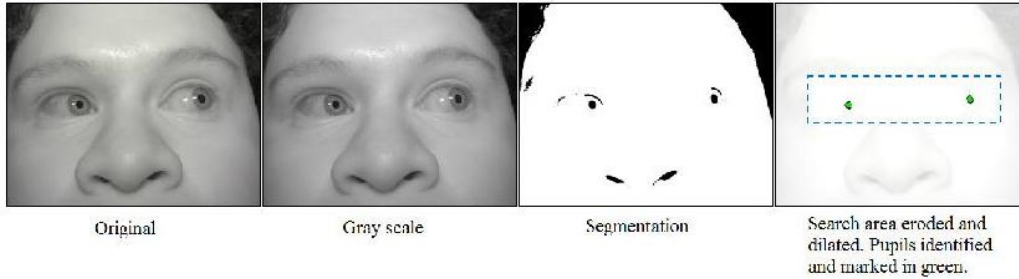 Original
Gray scale
Segmentation
Search area eroded and
dilated. Pupils identified
and marked in green.